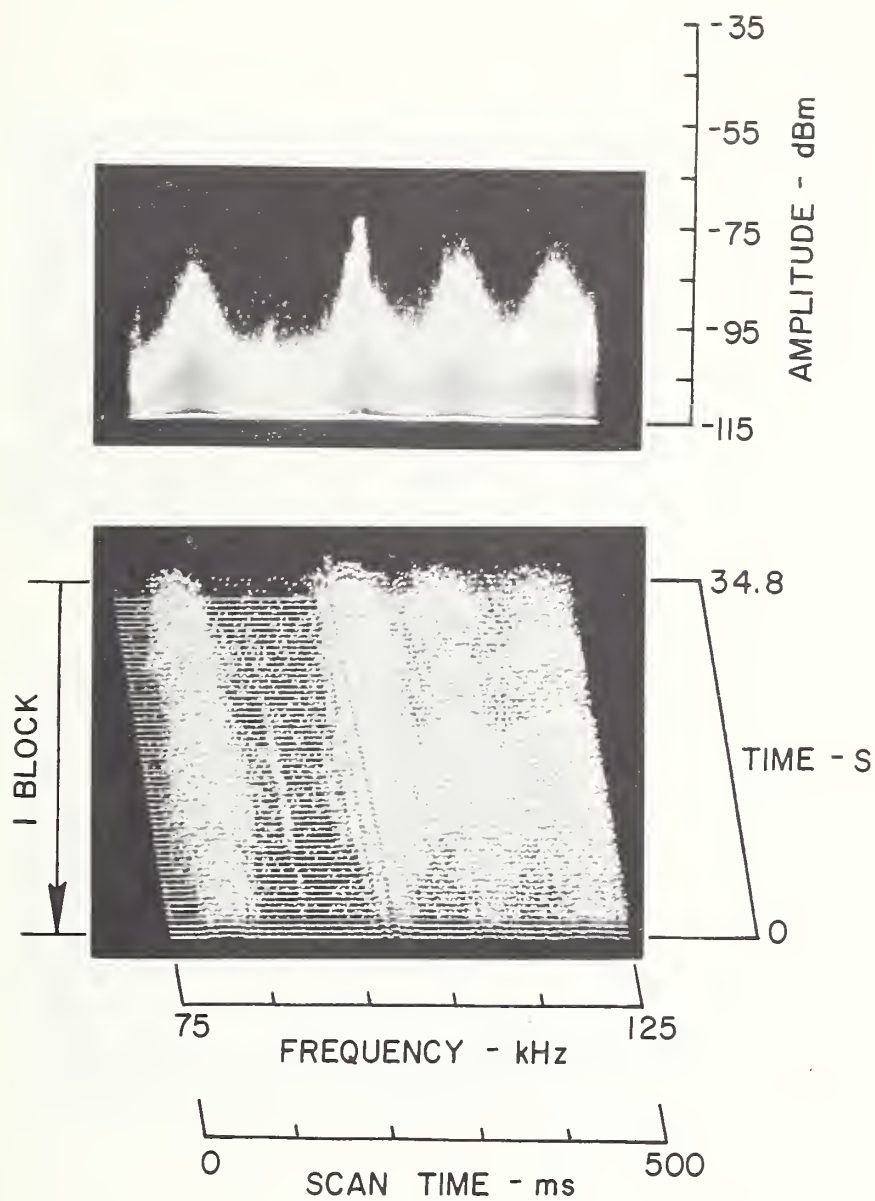 -35
-55
-75
-95
-115
AMPLITUDE - dBm
34.8
1 BLOCK
TIME - S
0
75
125
FREQUENCY - kHz
0
500
SCAN TIME - ms